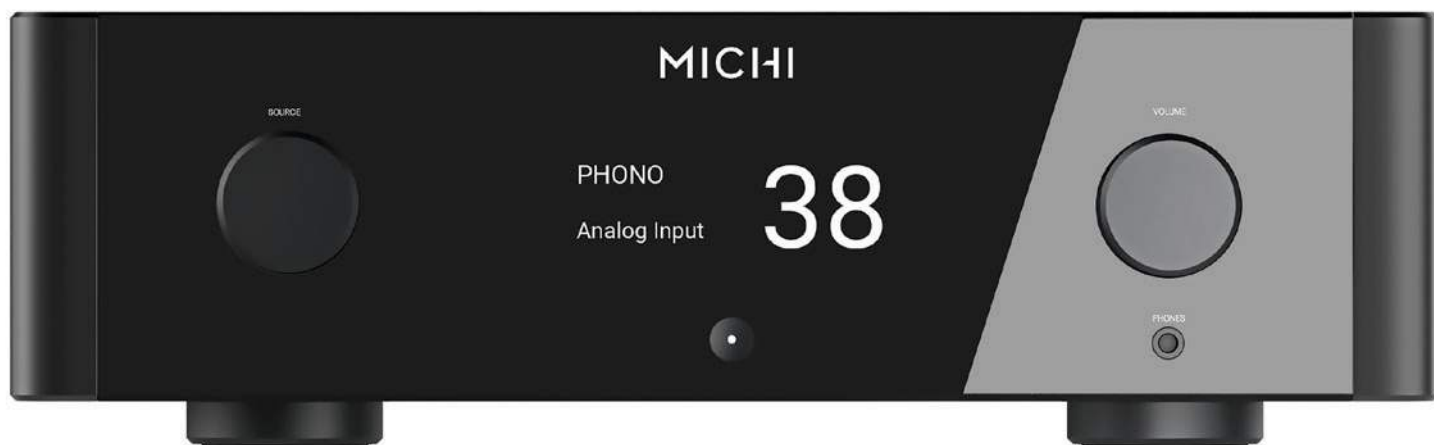 MICHI
SOURCE
VOLUME
PHONO
38
Analog Input
PHONES